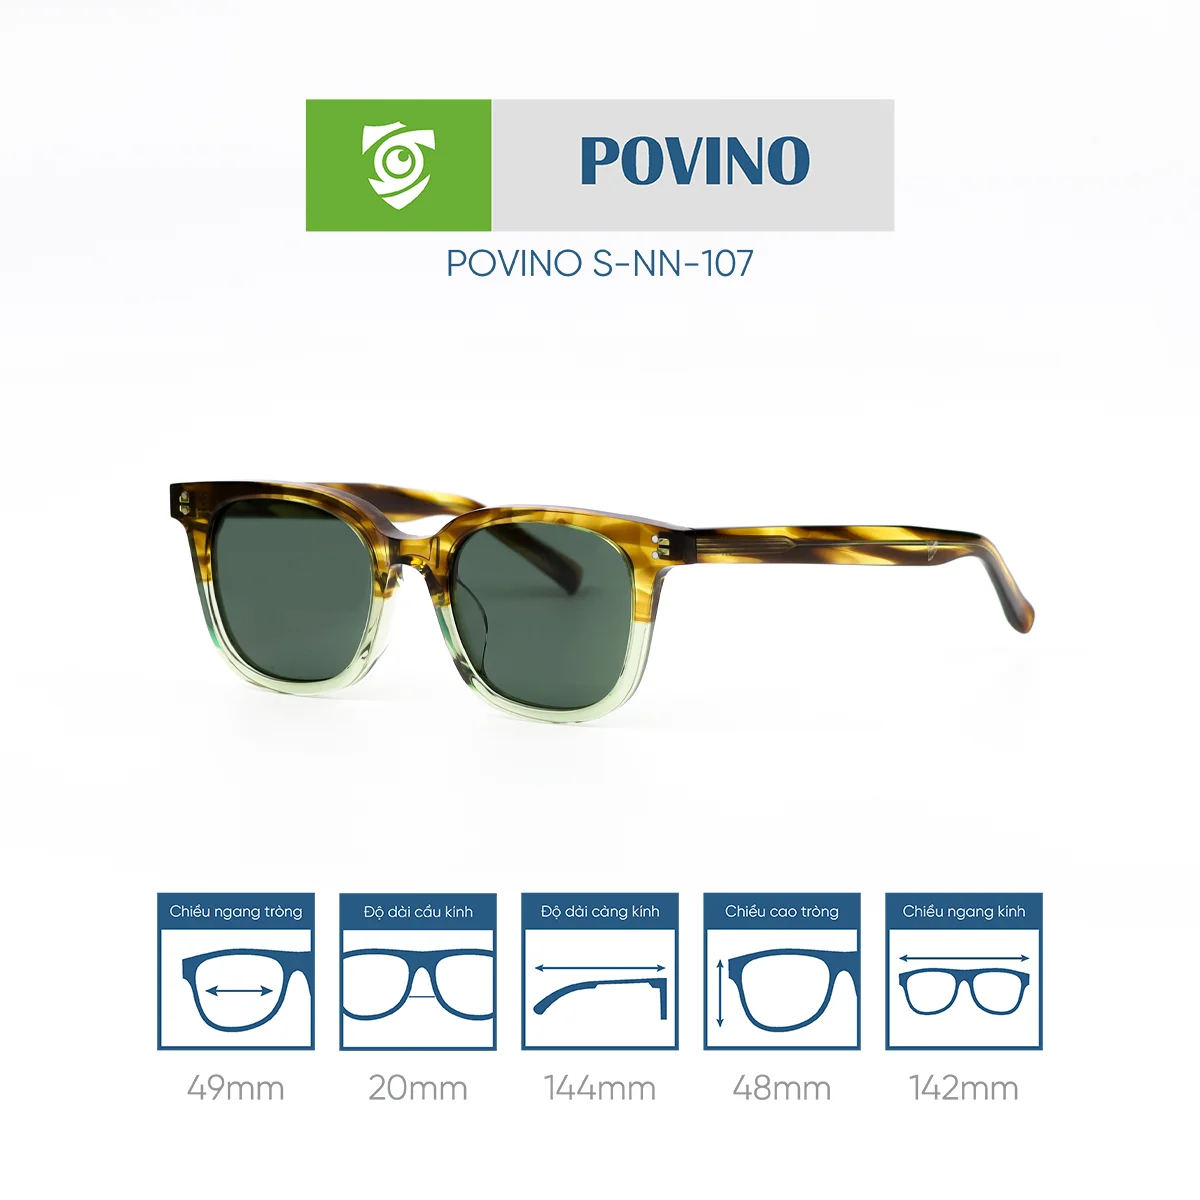 POVINO
POVINO S-NN-107
Chiều ngang tròng
Độ dài cầu kính
Độ dài càng kính
Chiều cao tròng
Chiều ngang kính
49mm
20mm
144mm
48mm
142mm